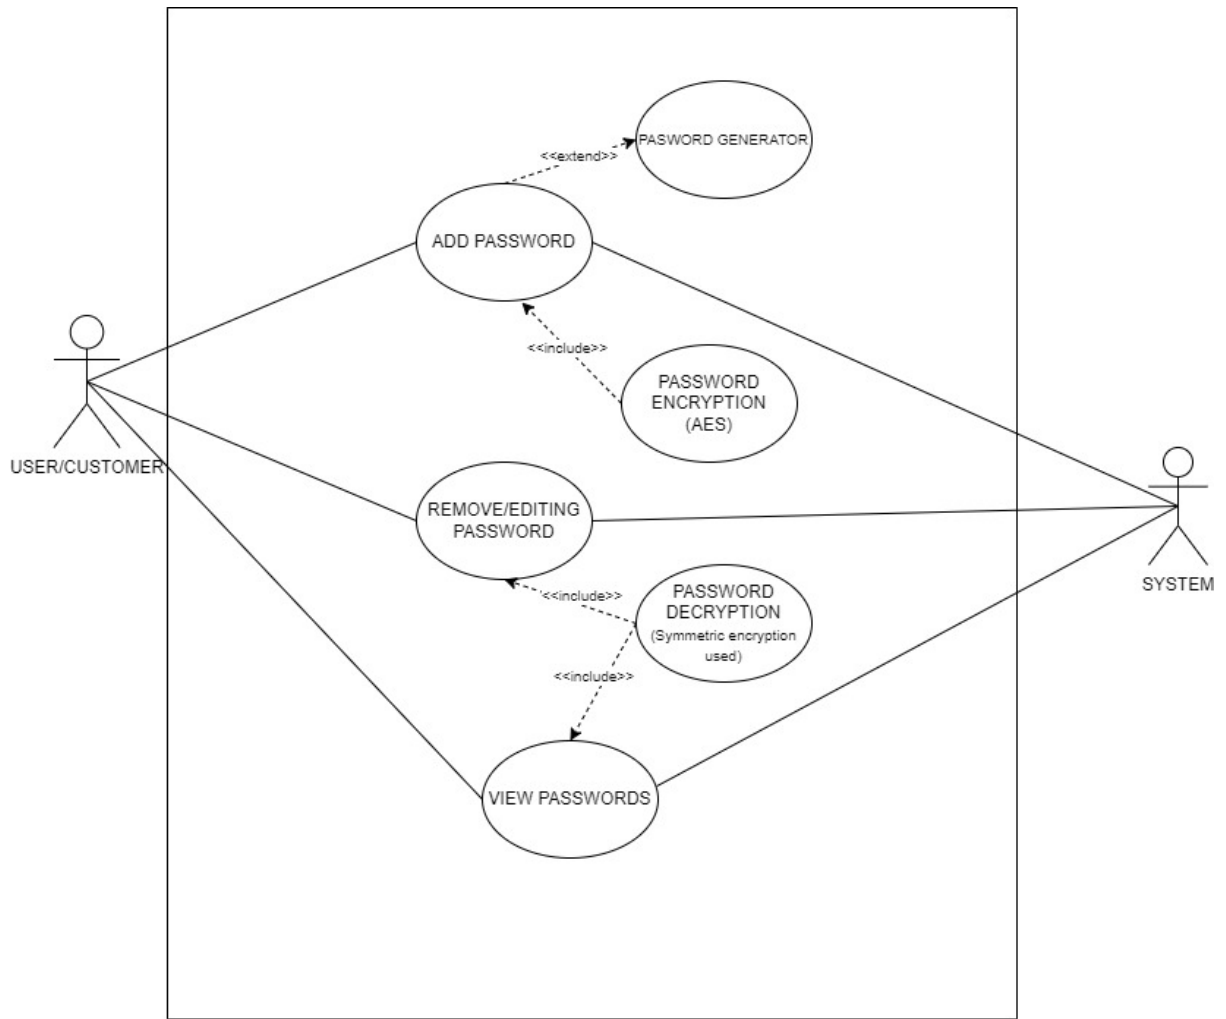 PASWORD GENERATOR
<<extend>>
ADD PASSWORD
<<include>>
PASSWORD
ENCRYPTION
(AES)
USER/CUSTOMER
REMOVE/EDITING
PASSWORD
SYSTEM
<<include>>
PASSWORD
DECRYPTION
(Symmetric encryption
used)
<<include>>
VIEW PASSWORDS